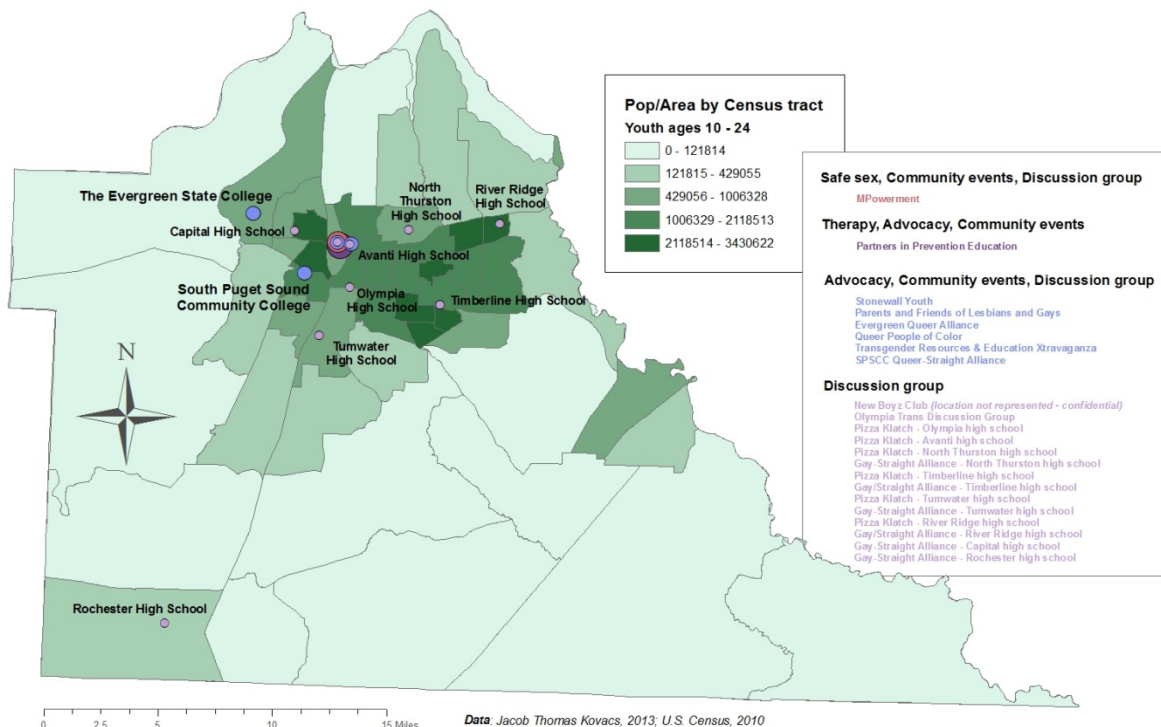 Pop/Area by Census tract
Youth ages 10 - 24
0 - 121814
121815 - 429055
429056 - 1006328
1006329 - 2118513
2118514 - 3430622
Safe sex, Community events, Discussion group
MPowerment
Therapy, Advocacy, Community events
Partners in Prevention Education
Advocacy, Community events, Discussion group
Stonewall Youth
Parents and Friends of Lesbians and Gays
Evergreen Queer Alliance
Queer People of Color
Transgender Resources & Education Xtravaganza
SPSCC Queer-Straight Alliance
Discussion group
New Boyz Club (location not represented - confidential)
Olympia Trans Discussion Group
Pizza Klatch - Olympia high school
Pizza Klatch - Avanti high school
Pizza Klatch - North Thurston high school
Gay-Straight Alliance - North Thurston high school
Pizza Klatch - Timberline high school
Gay/Straight Alliance - Timberline high school
Pizza Klatch - Tumwater high school
Gay-Straight Alliance - Tumwater high school
Pizza Klatch - River Ridge high school
Gay/Straight Alliance - River Ridge high school
Gay-Straight Alliance - Capital high school
Gay-Straight Alliance - Rochester high school
The Evergreen State College
North
Thurston
High School
River Ridge
High School
Capital High School
Avanti High School
South Puget Sound
Community College
Olympia
High School
Timberline High School
Tumwater
High School
N
Rochester High School
0 2.5 5 10 15 Miles
Data: Jacob Thomas Kovacs, 2013; U.S. Census, 2010